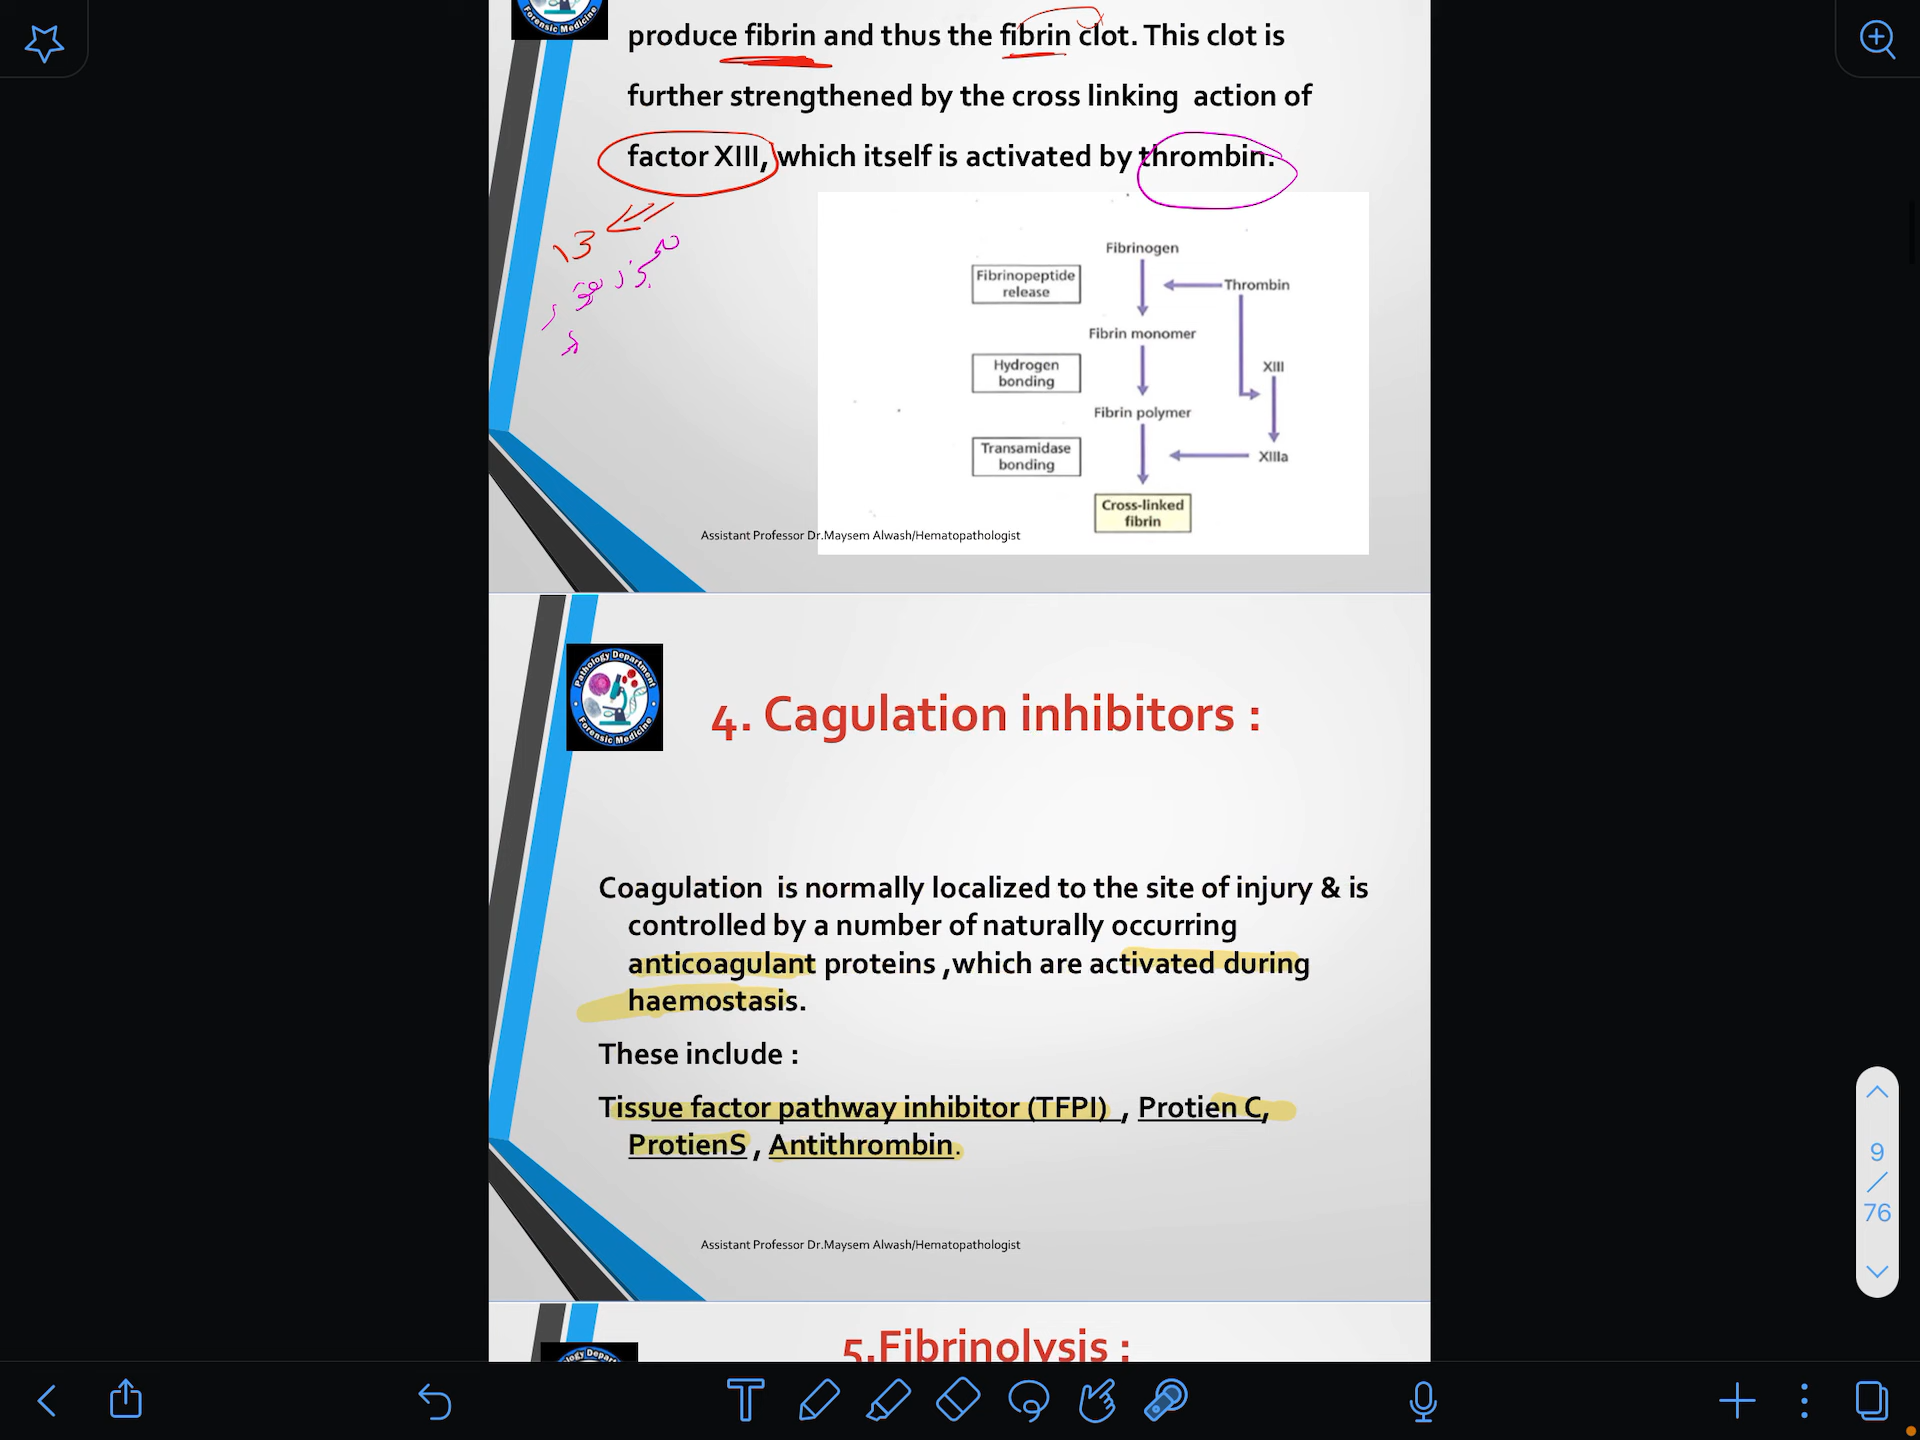 Forensic Medicine
produce fibrin and thus the fibrin clot. This clot is
further strengthened by the cross linking action of
factor XIII, which itself is activated by thrombin.
13
Fibrinogen
Fibrinopeptide
release
Thrombin
Fibrin monomer
Hydrogen
bonding
XIII
Fibrin polymer
Transamidase
bonding
XIIIa
Cross-linked
fibrin
Assistant Professor Dr.Maysem Alwash/Hematopathologist
Pathology Department
Forensic Medicine
4. Cagulation inhibitors :
Coagulation is normally localized to the site of injury & is
controlled by a number of naturally occurring
anticoagulant proteins ,which are activated during
haemostasis.
These include :
Tissue factor pathway inhibitor (TFPI) , Protien C,
ProtienS , Antithrombin.
Assistant Professor Dr.Maysem Alwash/Hematopathologist
5.Fibrinolysis :
9
/
76
T